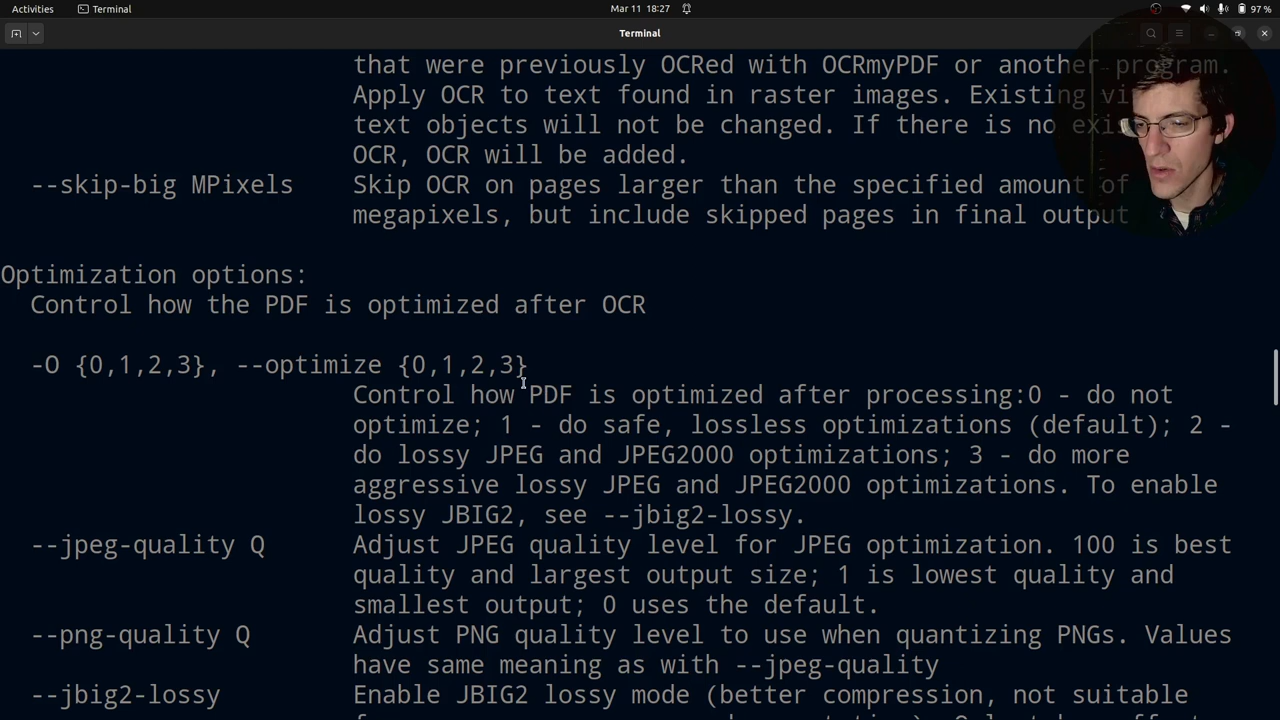 Activities
Terminal
Mar 11 18:27
97 %
Terminal
that were previously OCRed with OCRmyPDF or another program.
Apply OCR to text found in raster images. Existing
text objects will not be changed. If there is no
OCR, OCR will be added.
--skip-big MPixels Skip OCR on pages larger than the specified amount of
megapixels, but include skipped pages in final output
Optimization options:
Control how the PDF is optimized after OCR
-O {0,1,2,3}, --optimize {0,1,2,3}
Control how PDF is optimized after processing:0 - do not
optimize; 1 - do safe, lossless optimizations (default); 2 -
do lossy JPEG and JPEG2000 optimizations; 3 - do more
aggressive lossy JPEG and JPEG2000 optimizations. To enable
lossy JBIG2, see --jbig2-lossy.
--jpeg-quality Q Adjust JPEG quality level for JPEG optimization. 100 is best
quality and largest output size; 1 is lowest quality and
smallest output; 0 uses the default.
--png-quality Q Adjust PNG quality level to use when quantizing PNGs. Values
have same meaning as with --jpeg-quality
--jbig2-lossy Enable JBIG2 lossy mode (better compression, not suitable